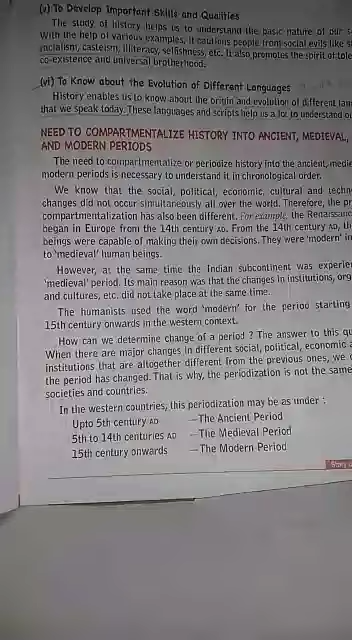 (v) To Develop Important Skills and Qualities
The study of history helps us to understand the basic nature of our
With the help of various examples, it cautions people from social evils like
racialism, casteism, illiteracy, selfishness, etc. It also promotes the spirit of
co-existence and universal brotherhood.
(vi) To Know about the Evolution of Different Languages
History enables us to know about the origin and evolution of different
that we speak today. These languages and scripts help us a lot to understand
NEED TO COMPARTMENTALIZE HISTORY INTO ANCIENT, MEDIEVAL,
AND MODERN PERIODS
The need to compartmentalize or periodize history into the ancient,
modern periods is necessary to understand it in chronological order.
We know that the social, political, economic, cultural and
changes did not occur simultaneously all over the world. Therefore, the
compartmentalization has also been different. For example, the
began in Europe from the 14th century AD. From the 14th century AD,
beings were capable of making their own decisions. They were 'modern'
to 'medieval' human beings.
However, at the same time the Indian subcontinent was
'medieval' period. Its main reason was that the changes in institutions,
and cultures, etc. did not take place at the same time.
The humanists used the word 'modern' for the period starting
15th century onwards in the western context.
How can we determine change of a period ? The answer to this
When there are major changes in different social, political, economic
institutions that are altogether different from the previous ones, we
the period has changed. That is why, the periodization is not the same
societies and countries.
In the western countries, this periodization may be as under :
Upto 5th century AD —The Ancient Period
5th to 14th centuries AD —The Medieval Period
15th century onwards —The Modern Period
Story